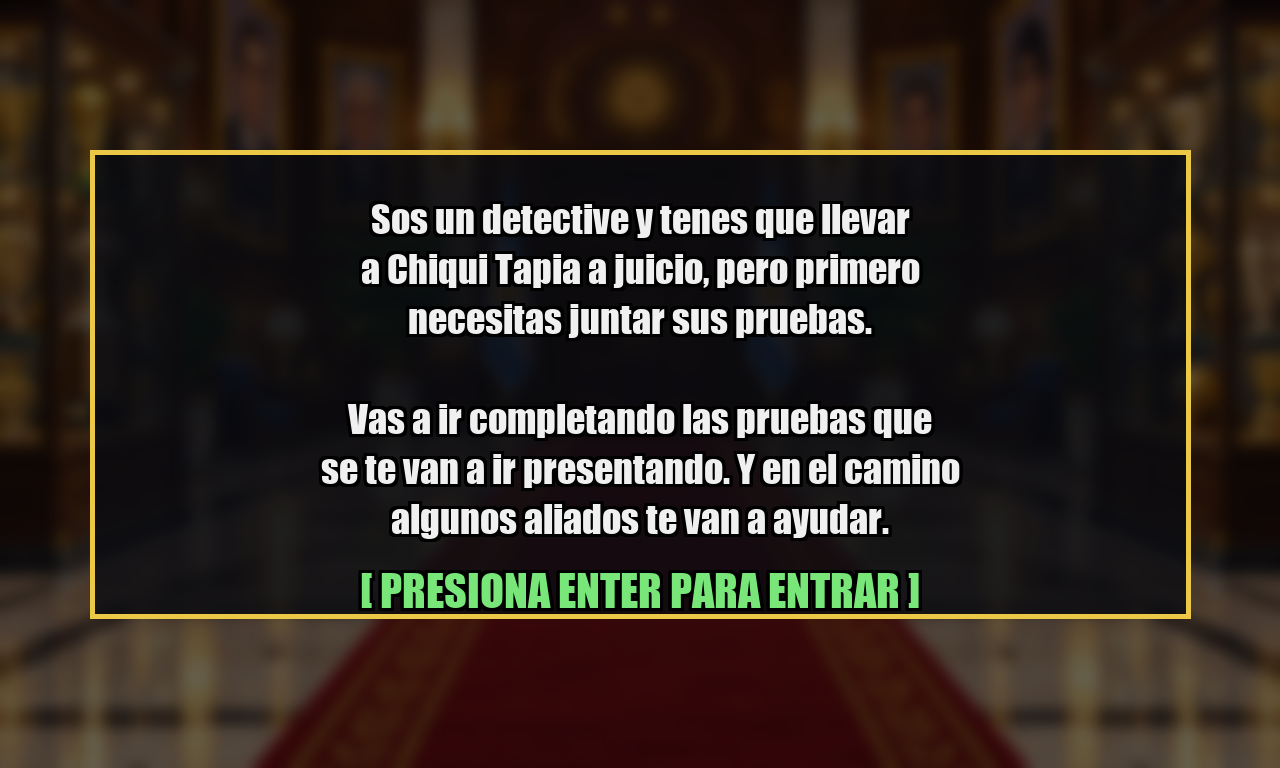 Sos un detective y tenes que llevar
a Chiqui Tapia a juicio, pero primero
necesitas juntar sus pruebas.
Vas a ir completando las pruebas que
se te van a ir presentando. Y en el camino
algunos aliados te van a ayudar.
[ PRESIONA ENTER PARA ENTRAR ]